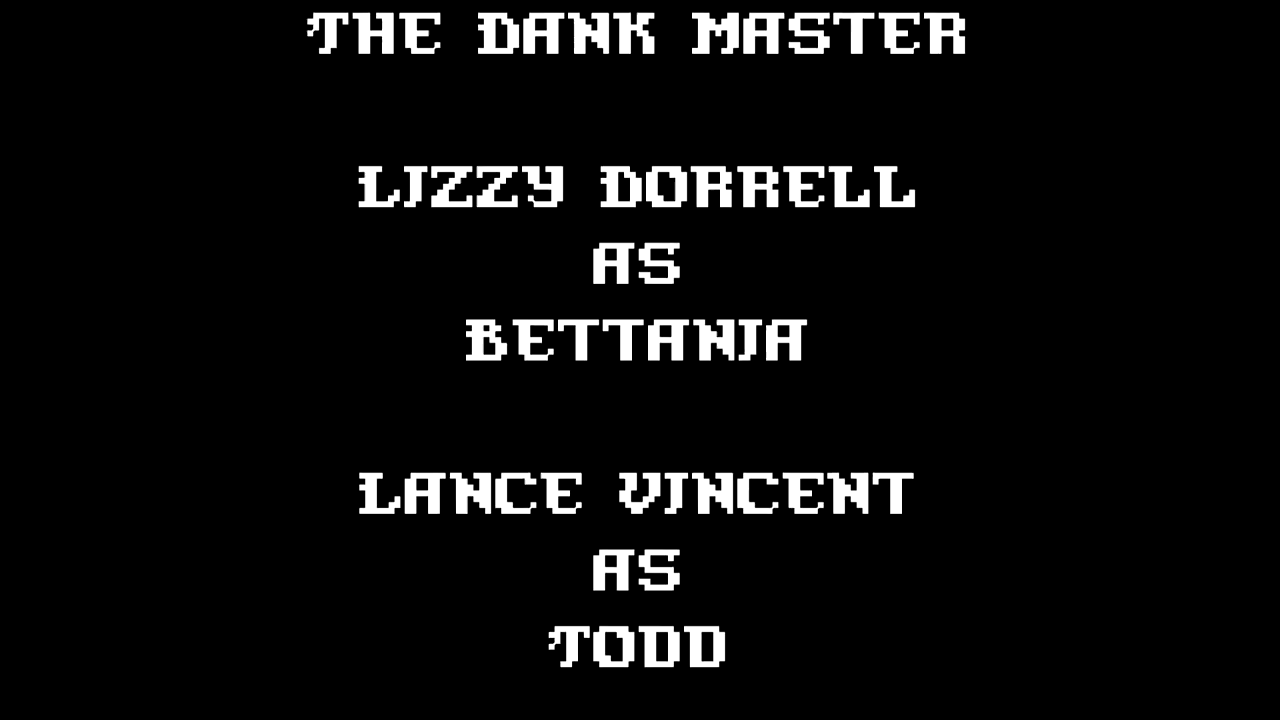 THE DANK MASTER
LIZZY DORRELL
AS
BETTANIA
LANCE VINCENT
AS
TODD